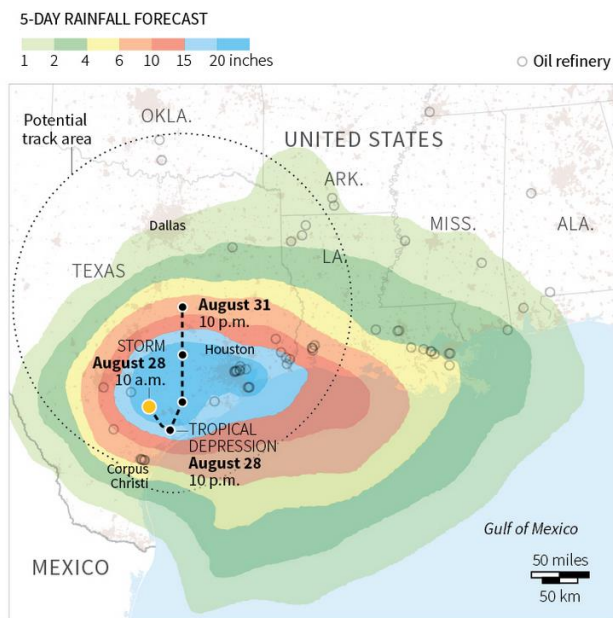 5-DAY RAINFALL FORECAST
1 2 4 6 10 15 20 inches
Oil refinery
Potential
track area
OKLA.
UNITED STATES
ARK.
Dallas
MISS.
ALA.
LA.
TEXAS
August 31
10 p.m.
STORM
August 28
10 a.m.
Houston
TROPICAL
DEPRESSION
August 28
10 p.m.
Corpus
Christi
Gulf of Mexico
MEXICO
50 miles
50 km